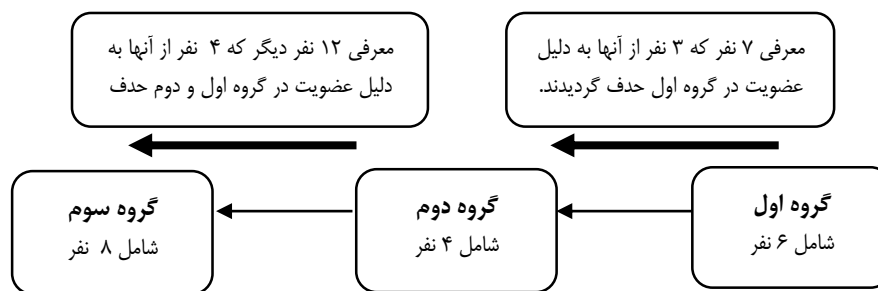 معرفی ۷ نفر که ۳ نفر از آنها به دلیل
عضویت در گروه اول حذف گردیدند.
معرفی ۱۲ نفر دیگر که ۴ نفر از آنها به
دلیل عضویت در گروه اول و دوم حذف
گروه اول
شامل ۶ نفر
گروه دوم
شامل ۴ نفر
گروه سوم
شامل ۸ نفر